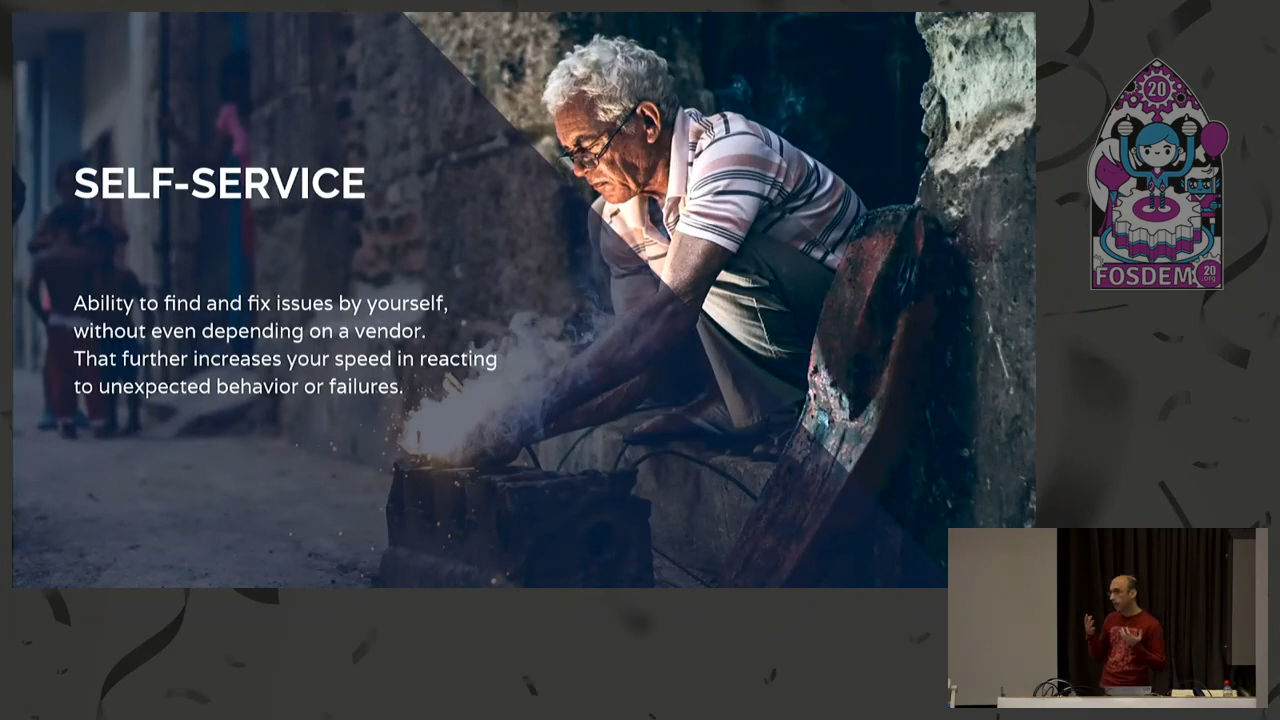 SELF-SERVICE
Ability to find and fix issues by yourself,
without even depending on a vendor.
That further increases your speed in reacting
to unexpected behavior or failures.
20
FOSDEM
20
.org